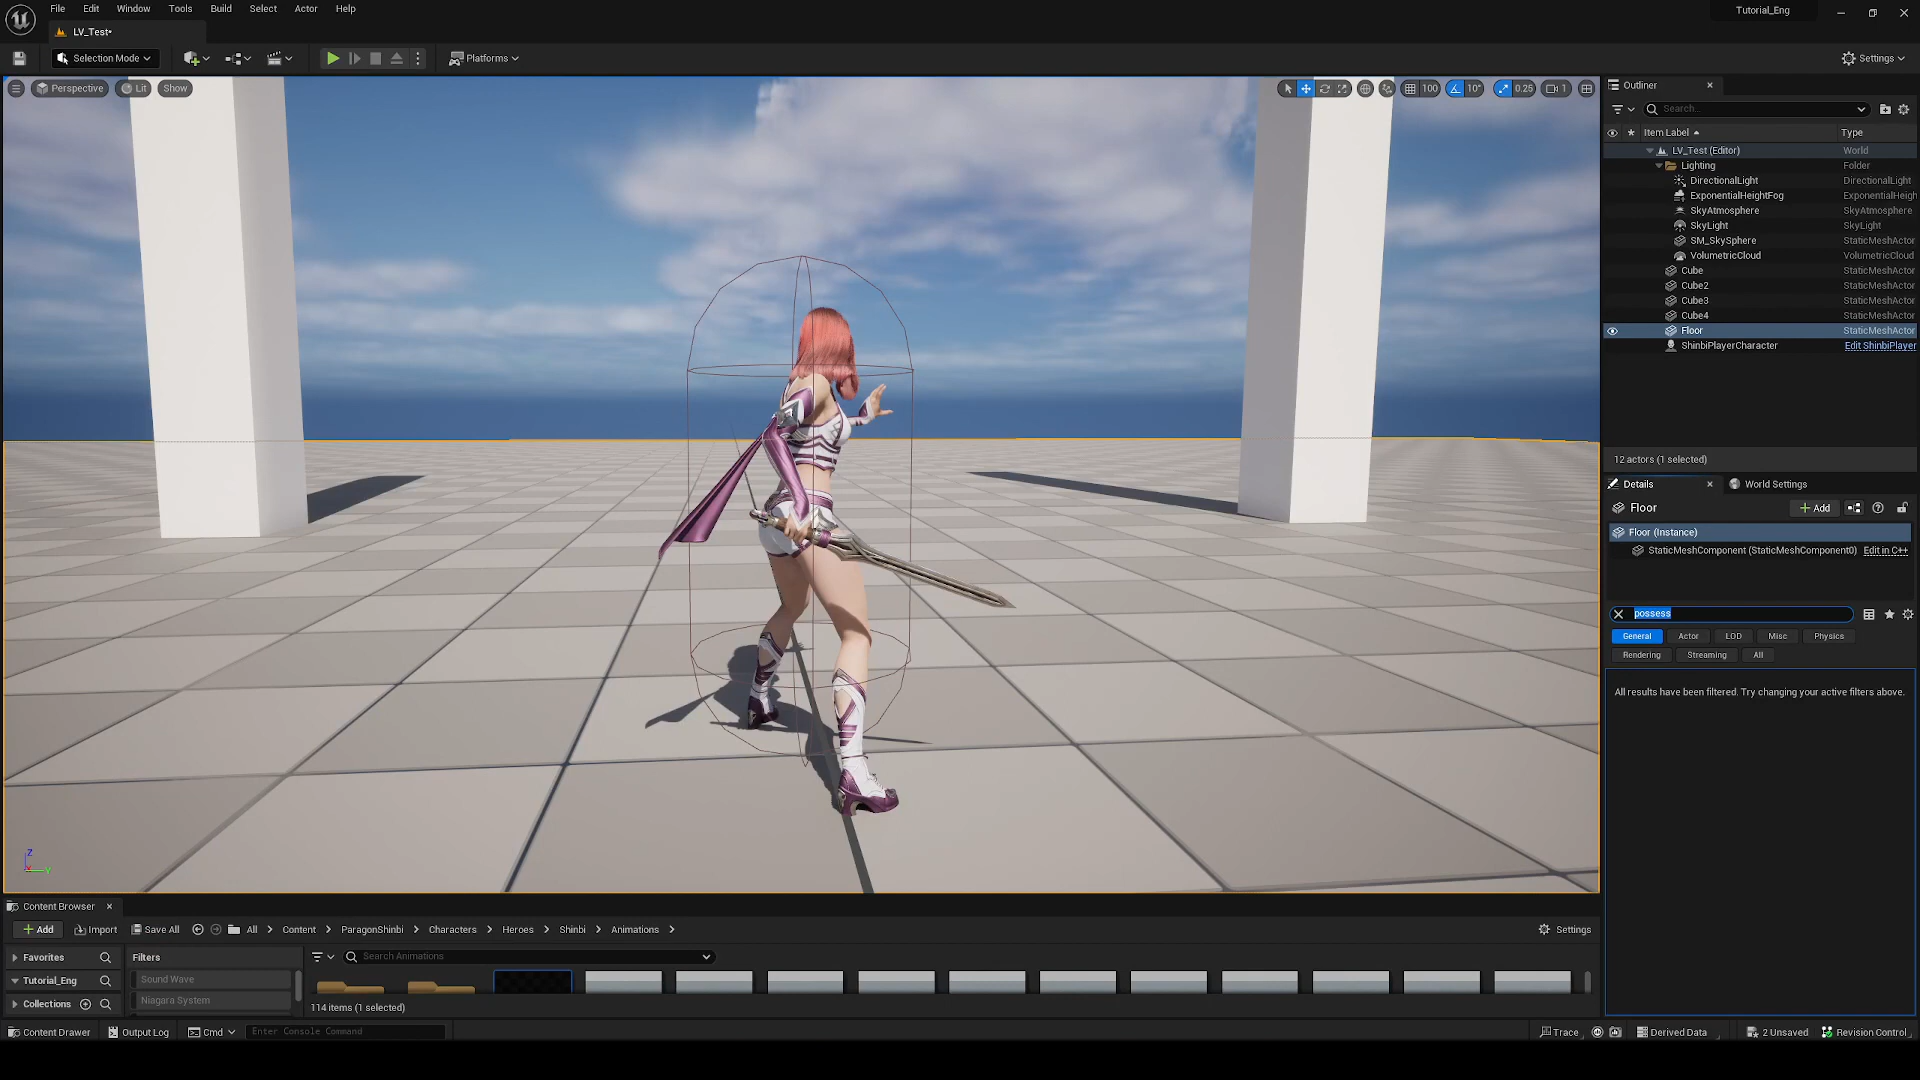 File Edit Window Tools Build Select Actor Help
Tutorial_Eng
LV_Test•
Selection Mode
Platforms
Settings
Perspective Lit Show
100 10° 0.25 1
Outliner
Search...
Item Label Type
LV_Test (Editor) World
Lighting Folder
DirectionalLight DirectionalLight
ExponentialHeightFog ExponentialHeigh
SkyAtmosphere SkyAtmosphere
SkyLight SkyLight
SM_SkySphere StaticMeshActor
VolumetricCloud VolumetricCloud
Cube StaticMeshActor
Cube2 StaticMeshActor
Cube3 StaticMeshActor
Cube4 StaticMeshActor
Floor StaticMeshActor
ShinbiPlayerCharacter Edit ShinbiPlayer
12 actors (1 selected)
Details World Settings
Floor + Add
Floor (Instance)
StaticMeshComponent (StaticMeshComponent0) Edit in C++
possess
General Actor LOD Misc Physics
Rendering Streaming All
All results have been filtered. Try changing your active filters above.
Z
Y
Content Browser
+ Add Import Save All All > Content > ParagonShinbi > Characters > Heroes > Shinbi > Animations > Settings
Favorites Filters Search Animations
Tutorial_Eng Sound Wave
Collections Niagara System
114 items (1 selected)
Content Drawer Output Log Cmd Enter Console Command Trace Derived Data 2 Unsaved Revision Control